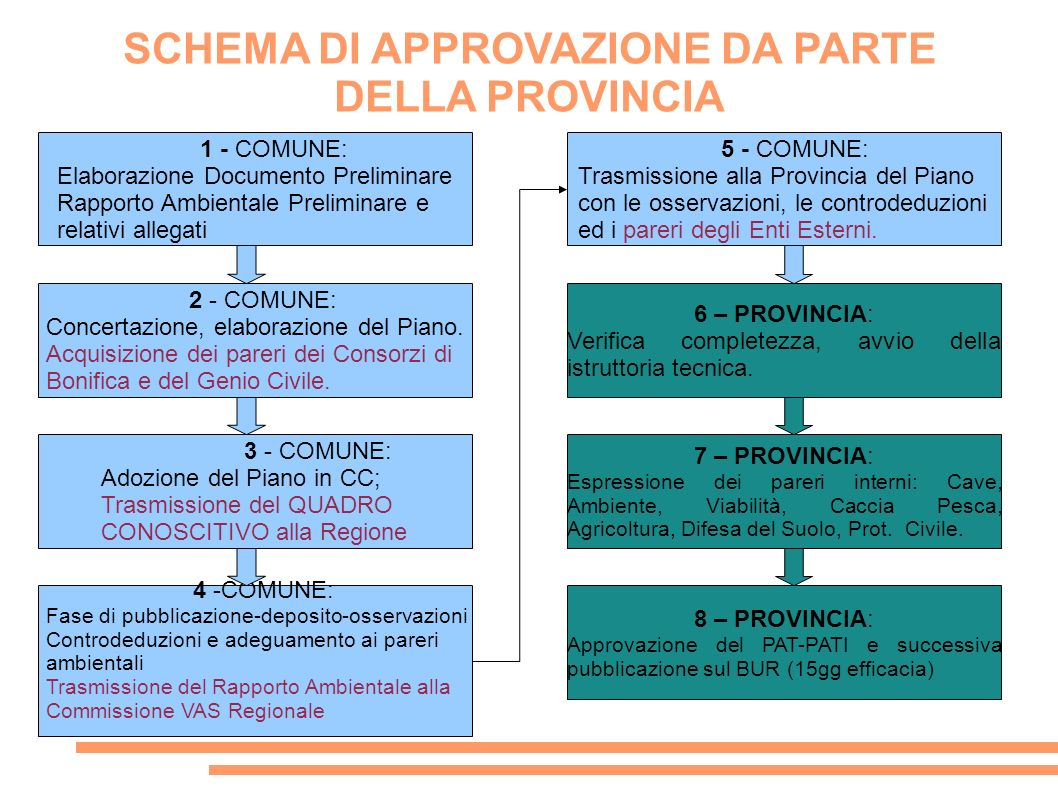 SCHEMA DI APPROVAZIONE DA PARTE
DELLA PROVINCIA
1 - COMUNE:
Elaborazione Documento Preliminare
Rapporto Ambientale Preliminare e
relativi allegati
2 - COMUNE:
Concertazione, elaborazione del Piano.
Acquisizione dei pareri dei Consorzi di
Bonifica e del Genio Civile.
3 - COMUNE:
Adozione del Piano in CC;
Trasmissione del QUADRO
CONOSCITIVO alla Regione
4 -COMUNE:
Fase di pubblicazione-deposito-osservazioni
Controdeduzioni e adeguamento ai pareri
ambientali
Trasmissione del Rapporto Ambientale alla
Commissione VAS Regionale
5 - COMUNE:
Trasmissione alla Provincia del Piano
con le osservazioni, le controdeduzioni
ed i pareri degli Enti Esterni.
6 – PROVINCIA:
Verifica completezza, avvio della
istruttoria tecnica.
7 – PROVINCIA:
Espressione dei pareri interni: Cave,
Ambiente, Viabilità, Caccia Pesca,
Agricoltura, Difesa del Suolo, Prot. Civile.
8 – PROVINCIA:
Approvazione del PAT-PATI e successiva
pubblicazione sul BUR (15gg efficacia)